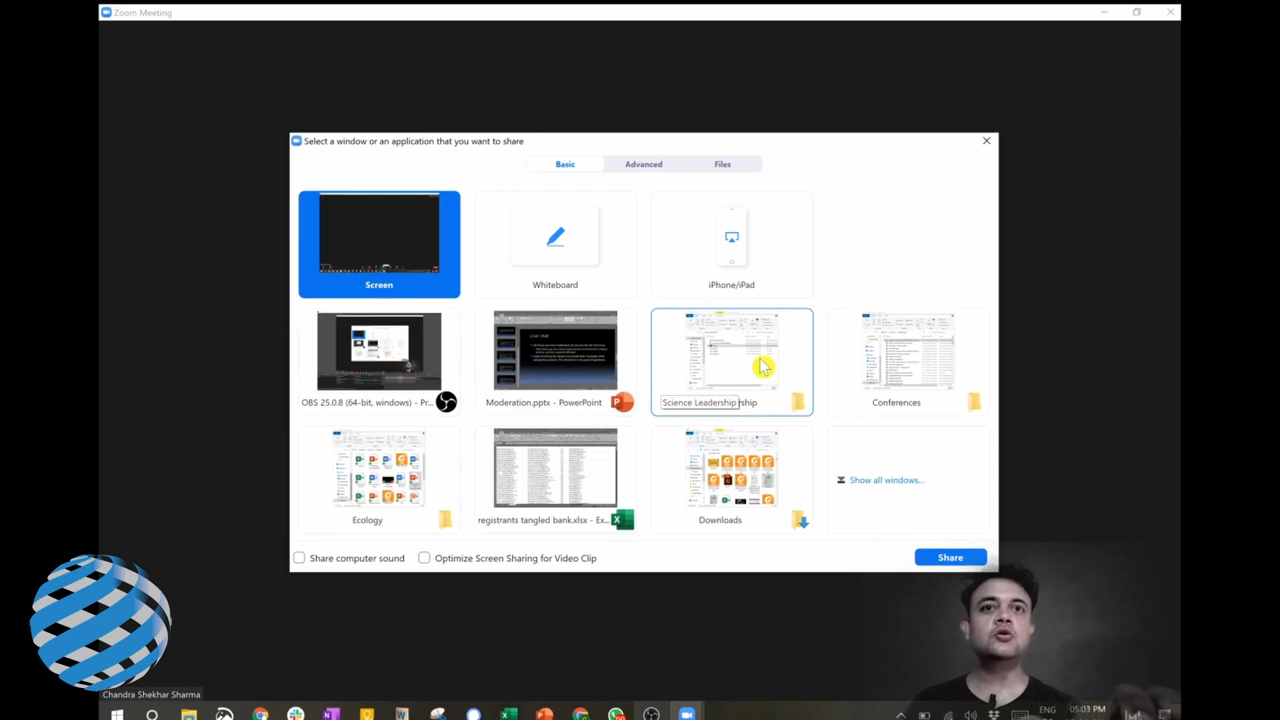 Zoom Meeting
Select a window or an application that you want to share
Basic
Advanced
Files
Screen
Whiteboard
iPhone/iPad
OBS 25.0.8 (64-bit, windows) - Pr...
Moderation.pptx - PowerPoint
Science Leadership
Conferences
Ecology
registrants tangled bank.xlsx - Ex...
Downloads
Show all windows...
Share computer sound
Optimize Screen Sharing for Video Clip
Share
Chandra Shekhar Sharma
ENG
05:03 PM
Live Chat